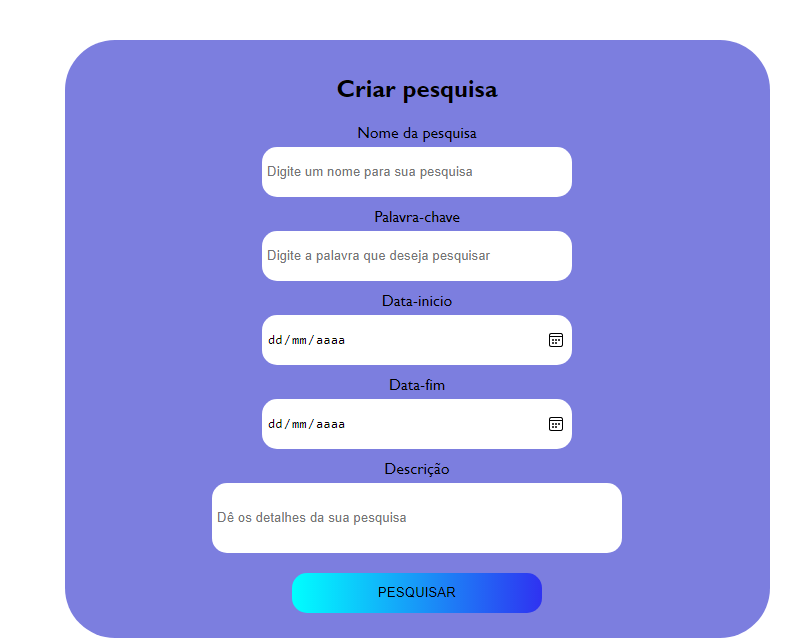 Criar pesquisa
Nome da pesquisa
Digite um nome para sua pesquisa
Palavra-chave
Digite a palavra que deseja pesquisar
Data-inicio
dd/mm/aaaa
Data-fim
dd/mm/aaaa
Descrição
Dê os detalhes da sua pesquisa
PESQUISAR